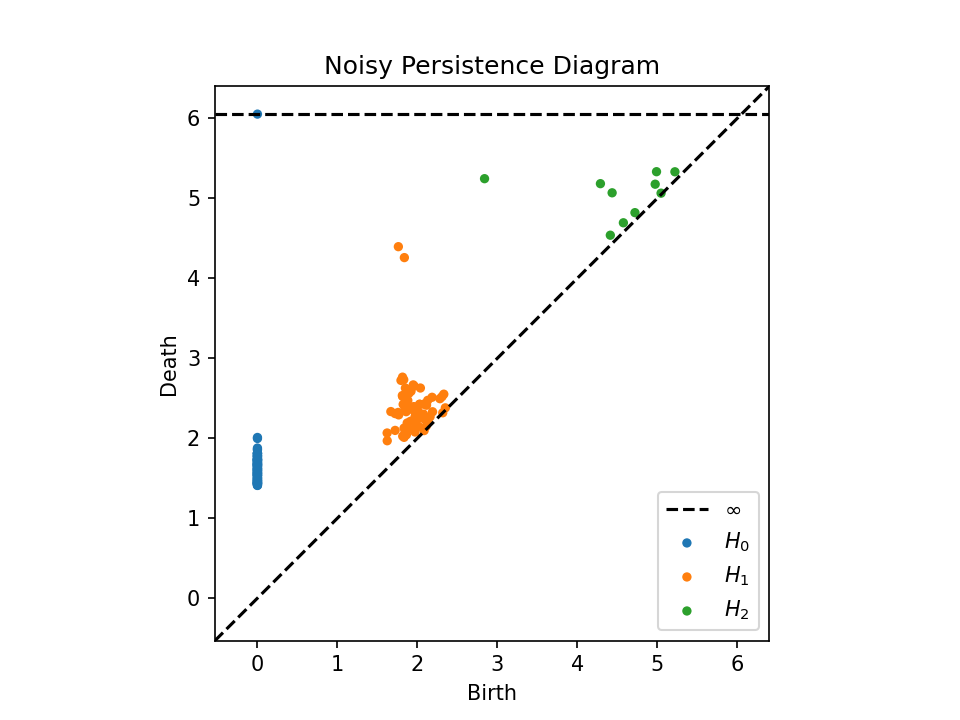 Noisy Persistence Diagram
Death
6
5
4
3
2
1
0
0 1 2 3 4 5 6
Birth
∞
H₀
H₁
H₂